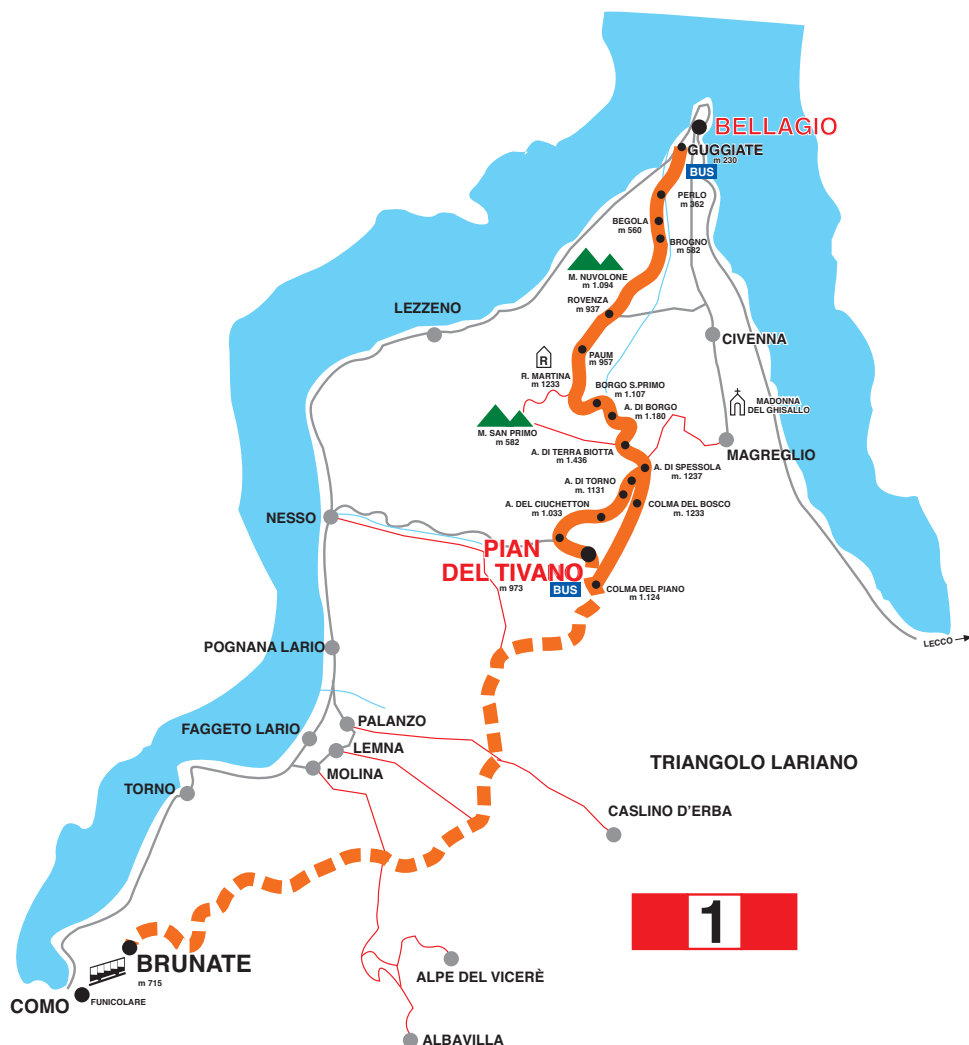 BELLAGIO
GUGGIATE
m 230
BUS
PERLO
m 362
BEGOLA
m 560
BROGNO
m 582
M. NUVOLONE
m 1.094
ROVENZA
m 937
LEZZENO
CIVENNA
PAUM
m 957
R
R. MARTINA
m 1233
BORGO S.PRIMO
m 1.107
MADONNA
DEL GHISALLO
A. DI BORGO
m 1.180
M. SAN PRIMO
m 582
A. DI TERRA BIOTTA
m 1.436
MAGREGLIO
A. DI SPESSOLA
m. 1237
A. DI TORNO
m. 1131
A. DEL CIUCHETTON
m 1.033
COLMA DEL BOSCO
m. 1233
NESSO
PIAN
DEL TIVANO
m 973
BUS
COLMA DEL PIANO
m 1.124
LECCO
POGNANA LARIO
PALANZO
FAGGETO LARIO
LEMNA
MOLINA
TRIANGOLO LARIANO
TORNO
CASLINO D'ERBA
1
BRUNATE
m 715
ALPE DEL VICERÈ
COMO
FUNICOLARE
ALBAVILLA